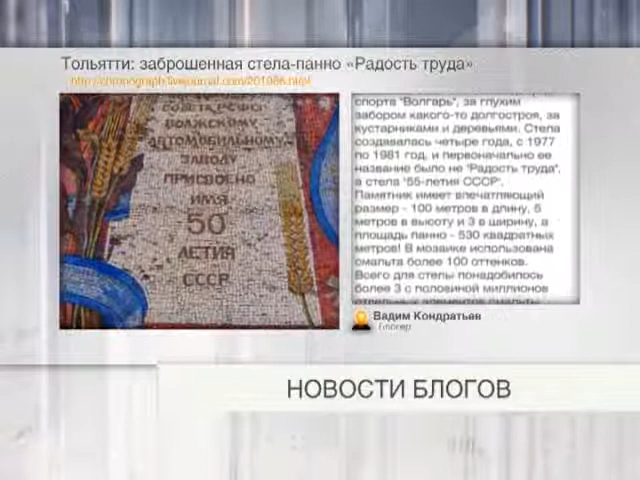 Тольятти: заброшенная стела-панно «Радость труда»
http://chronograph.livejournal.com/201086.html
СОВЕТА РСФСР
ВОЛЖСКОМУ
АВТОМОБИЛЬНОМУ
ЗАВОДУ
ПРИСВОЕНО
ИМЯ
50
ЛЕТИЯ
СССР
спорта "Волгарь", за глухим
забором какого-то долгостроя, за
кустарниками и деревьями. Стела
создавалась четыре года, с 1977
по 1981 год, и первоначально ее
название было не "Радость труда",
а стела "55-летия СССР".
Памятник имеет впечатляющий
размер - 100 метров в длину, 5
метров в высоту и 3 в ширину, а
площадь панно - 530 квадратных
метров! В мозаике использована
смальта более 100 оттенков.
Всего для стелы понадобилось
более 3 с половиной миллионов
отдельных элементов смальты
Вадим Кондратьев
Блогер
НОВОСТИ БЛОГОВ